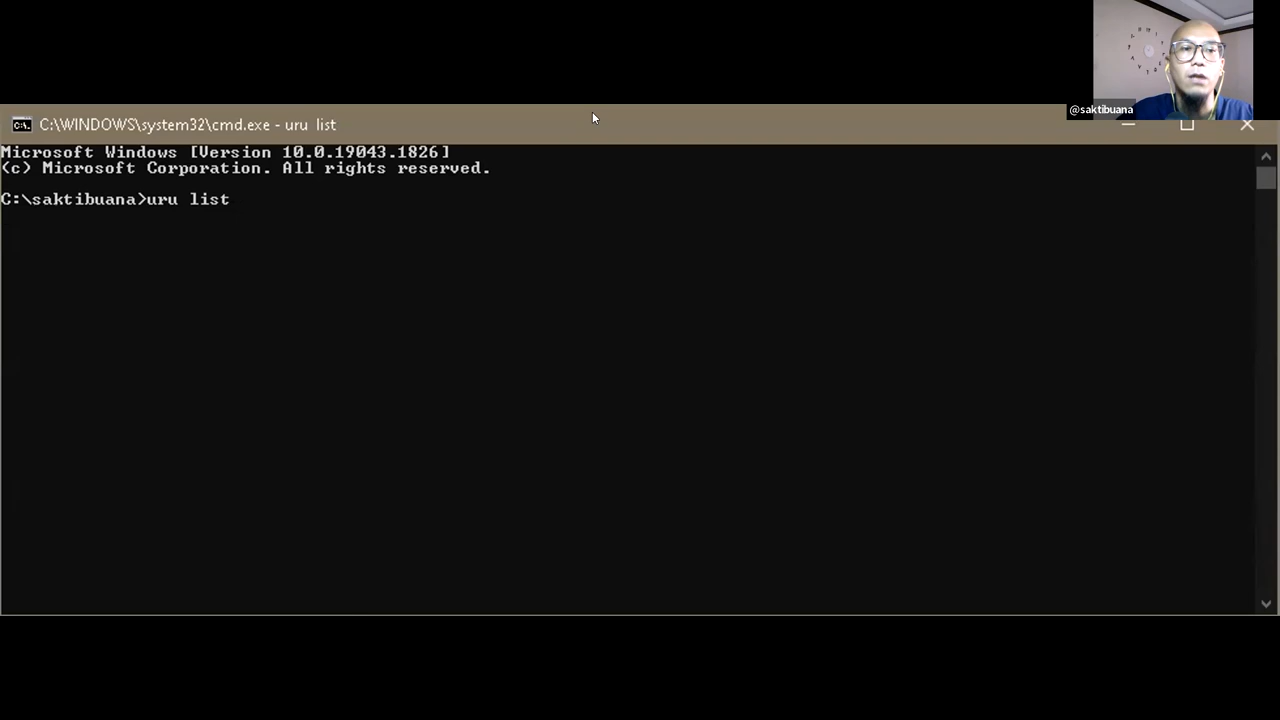 @saktibuana
C:\WINDOWS\system32\cmd.exe - uru  list
Microsoft Windows [Version 10.0.19043.1826]
(c) Microsoft Corporation. All rights reserved.
C:\saktibuana>uru list